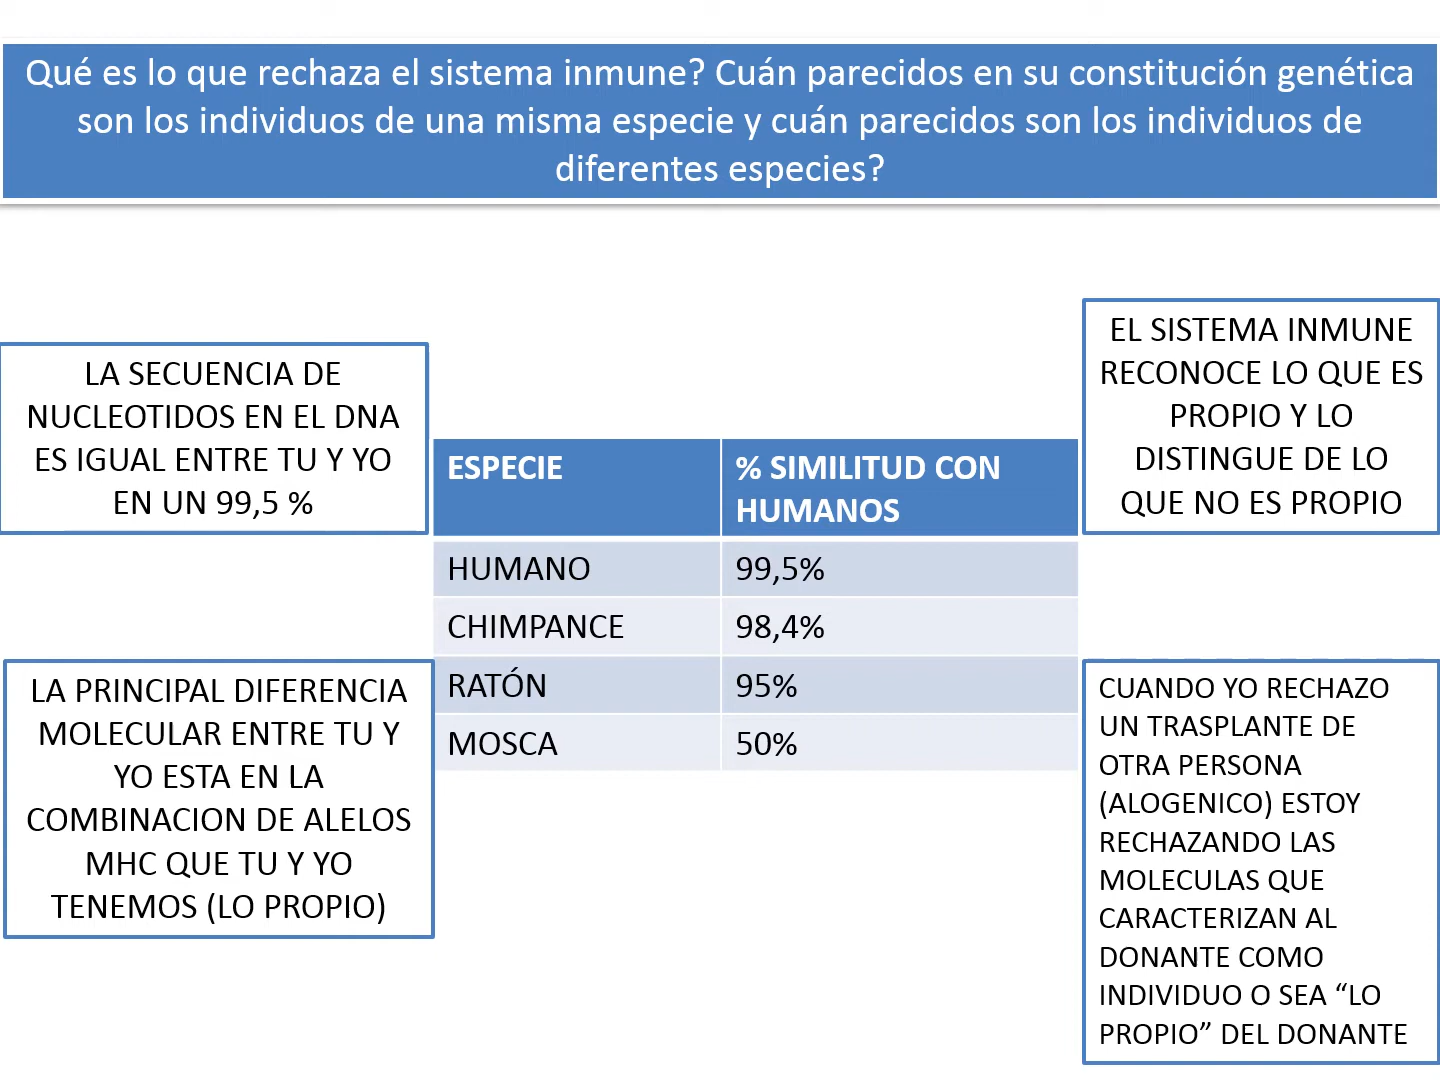 Qué es lo que rechaza el sistema inmune? Cuán parecidos en su constitución genética
son los individuos de una misma especie y cuán parecidos son los individuos de
diferentes especies?
LA SECUENCIA DE
NUCLEOTIDOS EN EL DNA
ES IGUAL ENTRE TU Y YO
EN UN 99,5 %
LA PRINCIPAL DIFERENCIA
MOLECULAR ENTRE TU Y
YO ESTA EN LA
COMBINACION DE ALELOS
MHC QUE TU Y YO
TENEMOS (LO PROPIO)
ESPECIE % SIMILITUD CON
HUMANOS
HUMANO 99,5%
CHIMPANCE 98,4%
RATÓN 95%
MOSCA 50%
EL SISTEMA INMUNE
RECONOCE LO QUE ES
PROPIO Y LO
DISTINGUE DE LO
QUE NO ES PROPIO
CUANDO YO RECHAZO
UN TRASPLANTE DE
OTRA PERSONA
(ALOGENICO) ESTOY
RECHAZANDO LAS
MOLECULAS QUE
CARACTERIZAN AL
DONANTE COMO
INDIVIDUO O SEA “LO
PROPIO” DEL DONANTE